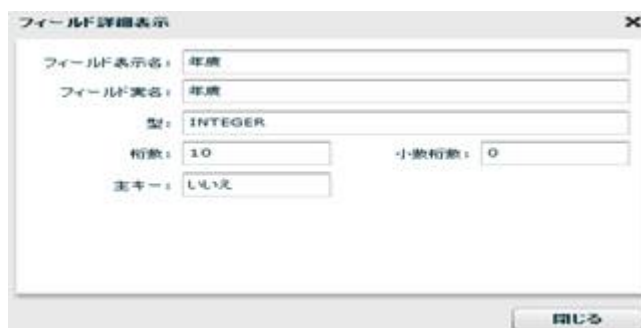 フィールド詳細表示
フィールド表示名: 年歳
フィールド実名: 年歳
型: INTEGER
桁数: 10 小数桁数: 0
主キー: いいえ
閉じる